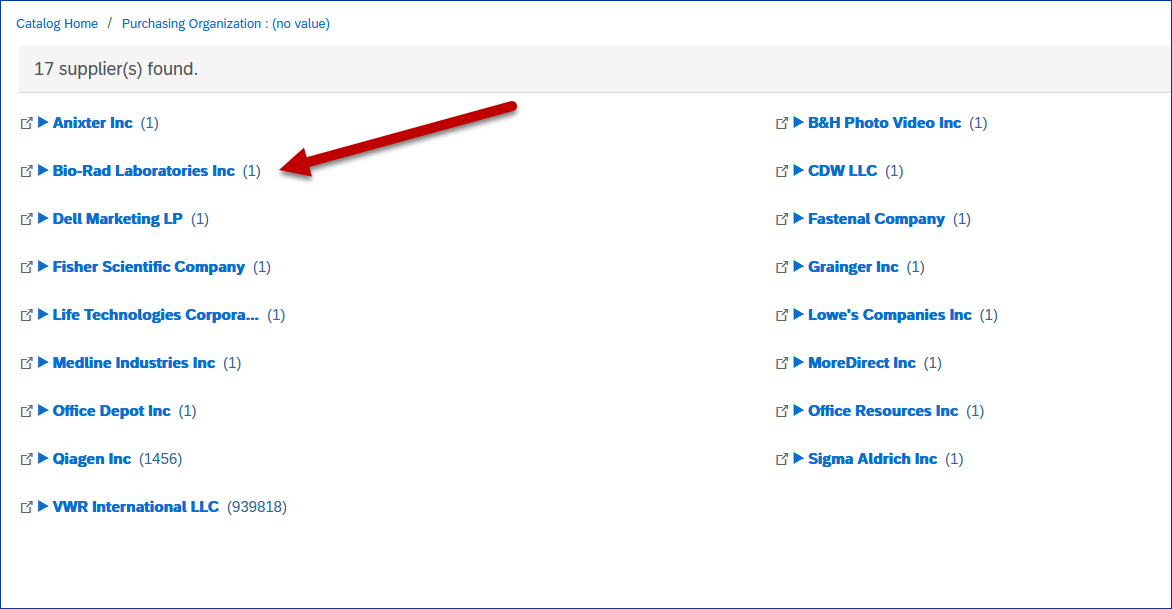 Catalog Home / Purchasing Organization : (no value)
17 supplier(s) found.
Anixter Inc (1)
B&H Photo Video Inc (1)
Bio-Rad Laboratories Inc (1)
CDW LLC (1)
Dell Marketing LP (1)
Fastenal Company (1)
Fisher Scientific Company (1)
Grainger Inc (1)
Life Technologies Corpora... (1)
Lowe's Companies Inc (1)
Medline Industries Inc (1)
MoreDirect Inc (1)
Office Depot Inc (1)
Office Resources Inc (1)
Qiagen Inc (1456)
Sigma Aldrich Inc (1)
VWR International LLC (939818)